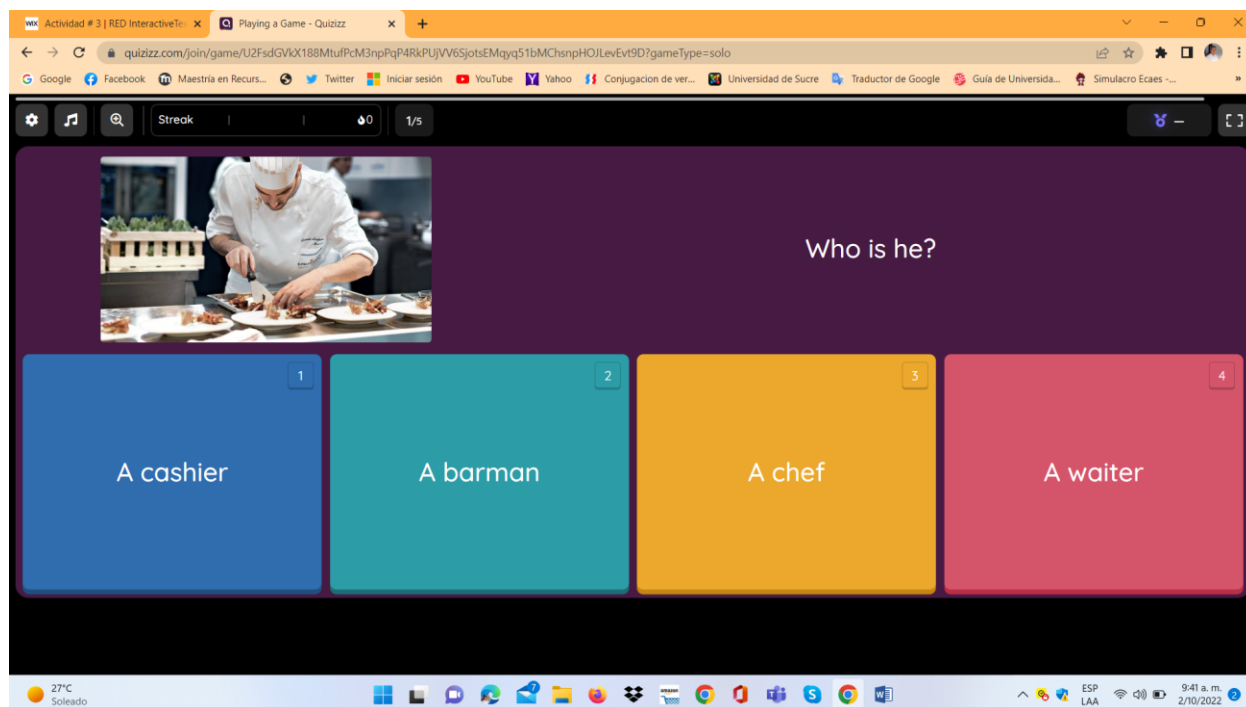 WIX Actividad # 3 | RED InteractiveTe
Playing a Game - Quizizz
quizizz.com/join/game/U2FsdGVkX188MtufPcM3npPqP4RkPUjVV6SjotsEMqyq51bMChsnpHOJLevEvt9D?gameType=solo
Google Facebook Maestría en Recurs... Twitter Iniciar sesión YouTube Yahoo Conjugacion de ver... Universidad de Sucre Traductor de Google Guía de Universida... Simulacro Ecaes -... »
Streak 0 1/5
Who is he?
1
A cashier
2
A barman
3
A chef
4
A waiter
27°C
Soleado
ESP
LAA
9:41 a. m.
2/10/2022
2